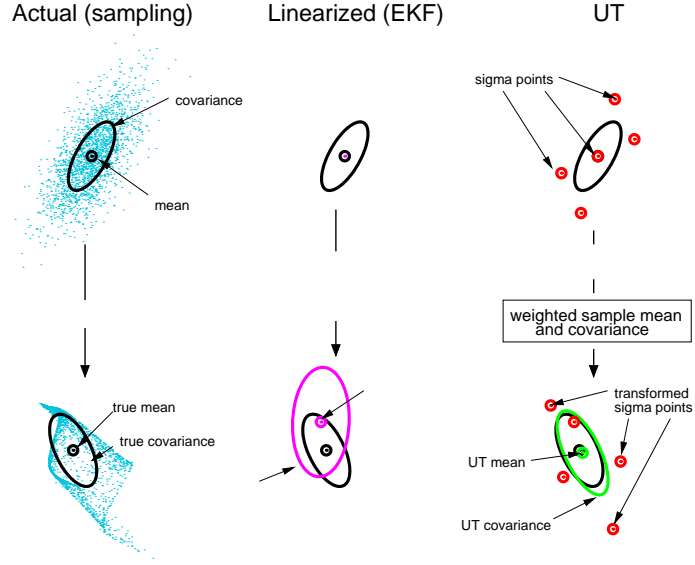 Actual (sampling)
Linearized (EKF)
UT
covariance
mean
sigma points
weighted sample mean
and covariance
true mean
true covariance
transformed
sigma points
UT mean
UT covariance